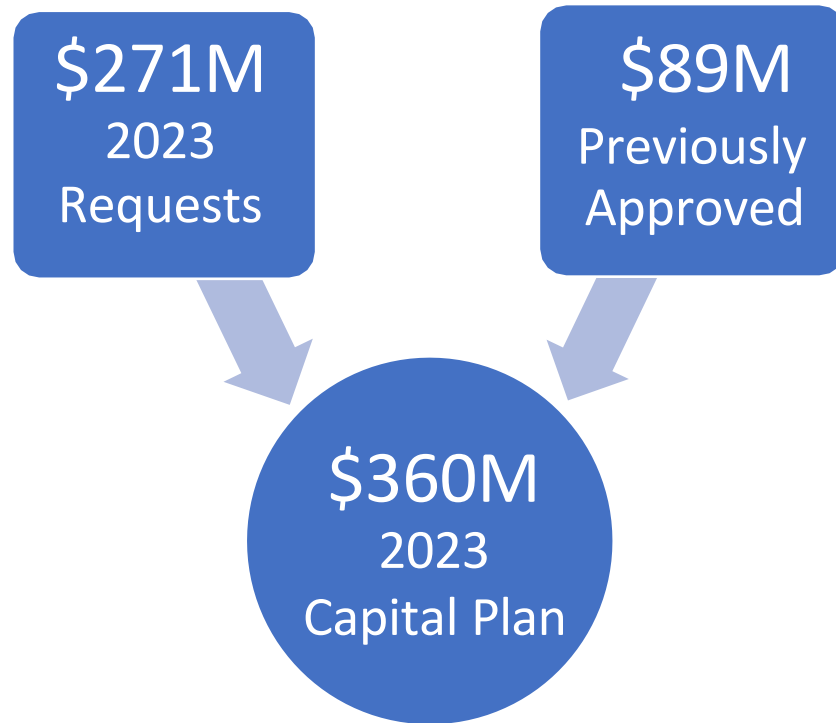 $271M
2023
Requests
$89M
Previously
Approved
$360M
2023
Capital Plan